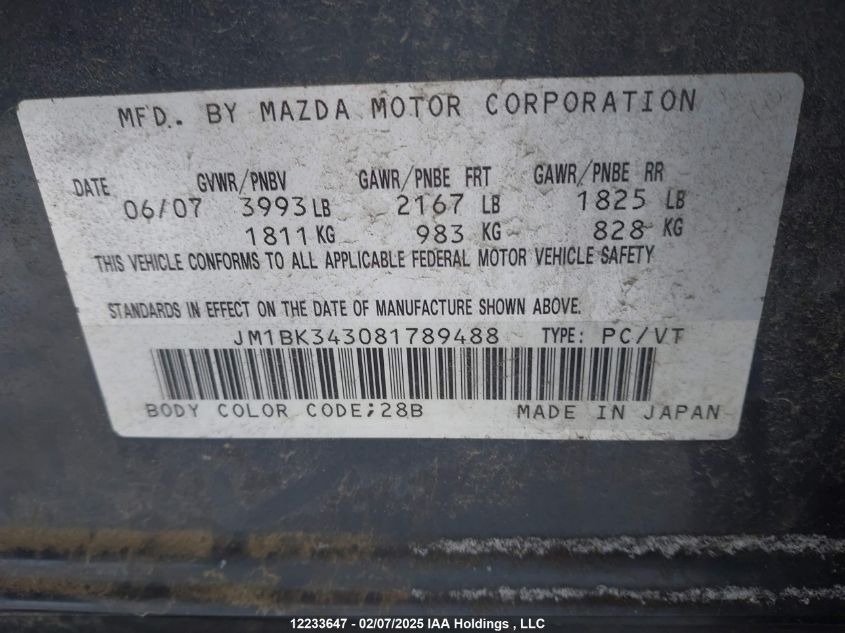 MFD. BY MAZDA MOTOR CORPORATION
DATE GVWR/PNBV GAWR/PNBE FRT GAWR/PNBE RR
06/07 3993 LB 2167 LB 1825 LB
1811 KG 983 KG 828 KG
THIS VEHICLE CONFORMS TO ALL APPLICABLE FEDERAL MOTOR VEHICLE SAFETY
STANDARDS IN EFFECT ON THE DATE OF MANUFACTURE SHOWN ABOVE.
JM1BK343081789488 TYPE: PC/VT
BODY COLOR CODE;28B MADE IN JAPAN
12233647 - 02/07/2025 IAA Holdings , LLC